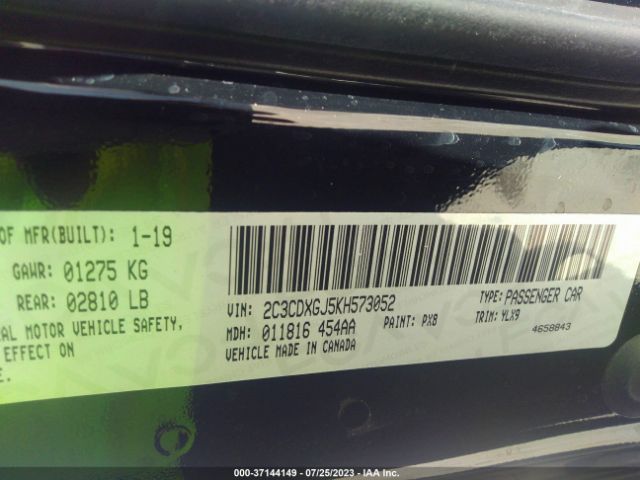 OF MFR(BUILT): 1-19
GAWR: 01275 KG
REAR: 02810 LB
MOTOR VEHICLE SAFETY,
EFFECT ON
VIN: 2C3CDXGJ5KH573052
TYPE: PASSENGER CAR
MDH: 011816 454AA
PAINT: PX8
TRIM: YLX9
VEHICLE MADE IN CANADA
4658843
000-37144149 | 07/25/2023 | IAA Inc.